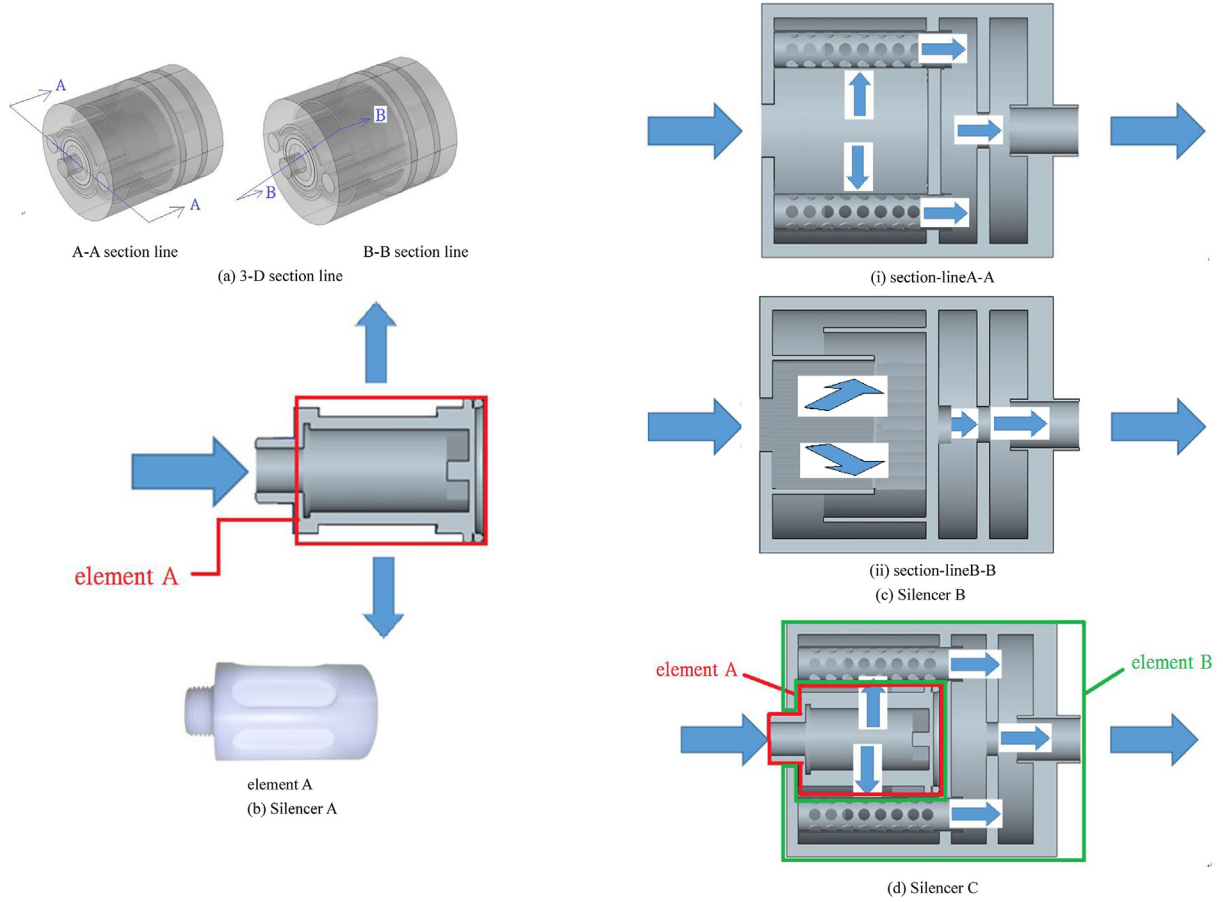 A
A
B
B
A-A section line
B-B section line
(a) 3-D section line
element A
element A
(b) Silencer A
(i) section-lineA-A
(ii) section-lineB-B
(c) Silencer B
element A
element B
(d) Silencer C